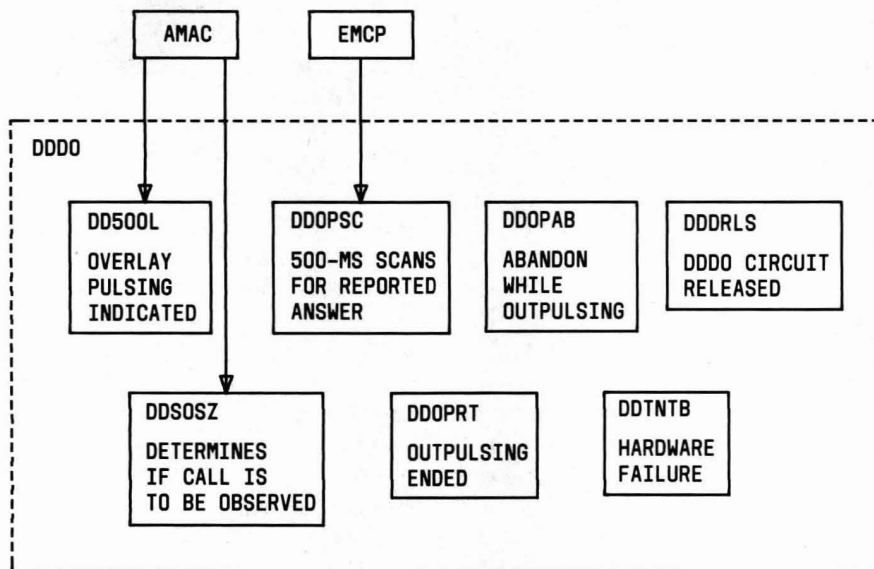 AMAC
EMCP
DDDO
DD500L
OVERLAY
PULSING
INDICATED
DDOPSC
500-MS SCANS
FOR REPORTED
ANSWER
DDOPAB
ABANDON
WHILE
OUTPULSING
DDDRLS
DDDO CIRCUIT
RELEASED
DDSOSZ
DETERMINES
IF CALL IS
TO BE OBSERVED
DDOPRT
OUTPULSING
ENDED
DDTNTB
HARDWARE
FAILURE